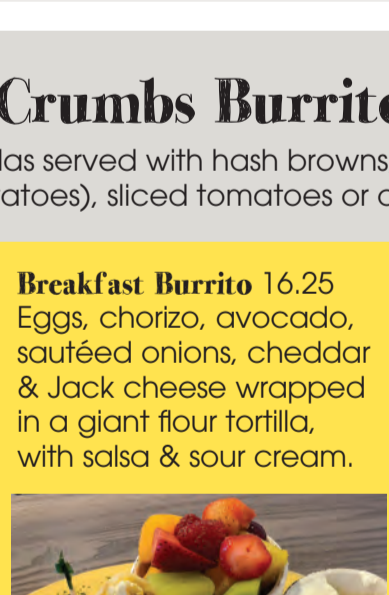 Crumbs Burrito
las served with hash browns
atoes), sliced tomatoes or
Breakfast Burrito 16.25
Eggs, chorizo, avocado,
sautéed onions, cheddar
& Jack cheese wrapped
in a giant flour tortilla,
with salsa & sour cream.